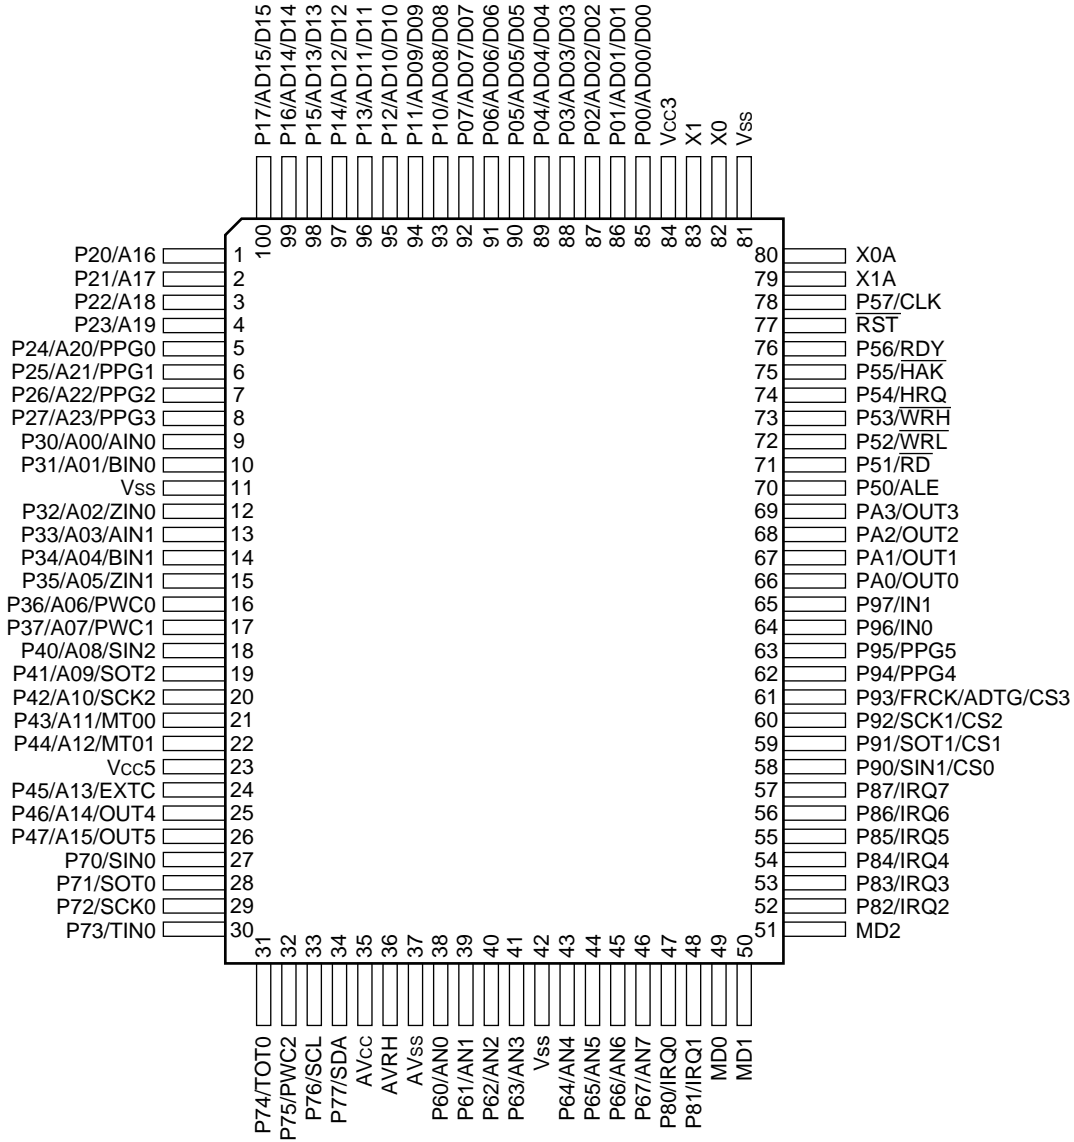 P17/AD15/D15
P16/AD14/D14
P15/AD13/D13
P14/AD12/D12
P13/AD11/D11
P12/AD10/D10
P11/AD09/D09
P10/AD08/D08
P07/AD07/D07
P06/AD06/D06
P05/AD05/D05
P04/AD04/D04
P03/AD03/D03
P02/AD02/D02
P01/AD01/D01
P00/AD00/D00
Vcc3
X1
X0
Vss
100
99
98
97
96
95
94
93
92
91
90
89
88
87
86
85
84
83
82
81
P20/A16 1
P21/A17 2
P22/A18 3
P23/A19 4
P24/A20/PPG0 5
P25/A21/PPG1 6
P26/A22/PPG2 7
P27/A23/PPG3 8
P30/A00/AIN0 9
P31/A01/BIN0 10
Vss 11
P32/A02/ZIN0 12
P33/A03/AIN1 13
P34/A04/BIN1 14
P35/A05/ZIN1 15
P36/A06/PWC0 16
P37/A07/PWC1 17
P40/A08/SIN2 18
P41/A09/SOT2 19
P42/A10/SCK2 20
P43/A11/MT00 21
P44/A12/MT01 22
Vcc5 23
P45/A13/EXTC 24
P46/A14/OUT4 25
P47/A15/OUT5 26
P70/SIN0 27
P71/SOT0 28
P72/SCK0 29
P73/TIN0 30
80 X0A
79 X1A
78 P57/CLK
77 RST
76 P56/RDY
75 P55/HAK
74 P54/HRQ
73 P53/WRH
72 P52/WRL
71 P51/RD
70 P50/ALE
69 PA3/OUT3
68 PA2/OUT2
67 PA1/OUT1
66 PA0/OUT0
65 P97/IN1
64 P96/IN0
63 P95/PPG5
62 P94/PPG4
61 P93/FRCK/ADTG/CS3
60 P92/SCK1/CS2
59 P91/SOT1/CS1
58 P90/SIN1/CS0
57 P87/IRQ7
56 P86/IRQ6
55 P85/IRQ5
54 P84/IRQ4
53 P83/IRQ3
52 P82/IRQ2
51 MD2
31
32
33
34
35
36
37
38
39
40
41
42
43
44
45
46
47
48
49
50
P74/TOT0
P75/PWC2
P76/SCL
P77/SDA
AVcc
AVRH
AVss
P60/AN0
P61/AN1
P62/AN2
P63/AN3
Vss
P64/AN4
P65/AN5
P66/AN6
P67/AN7
P80/IRQ0
P81/IRQ1
MD0
MD1